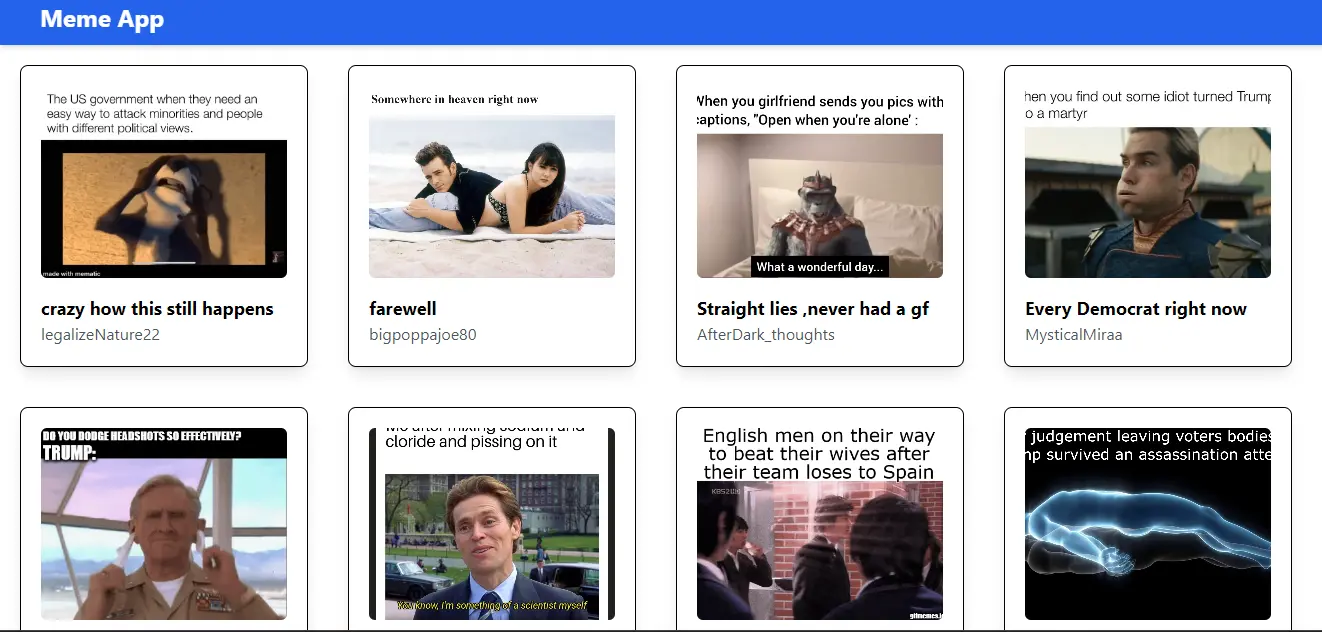 Meme App
The US government when they need an
easy way to attack minorities and people
with different political views.
made with mematic
crazy how this still happens
legalizeNature22
Somewhere in heaven right now
farewell
bigpoppajoe80
When you girlfriend sends you pics with
captions, "Open when you're alone' :
What a wonderful day...
Straight lies ,never had a gf
AfterDark_thoughts
hen you find out some idiot turned Trump
o a martyr
Every Democrat right now
MysticalMiraa
DO YOU DODGE HEADSHOTS SO EFFECTIVELY?
TRUMP:
Me after mixing sodium and
cloride and pissing on it
You know, I'm something of a scientist myself
English men on their way
to beat their wives after
their team loses to Spain
KBS2
gifmemes.i
judgement leaving voters bodies
mp survived an assassination atte